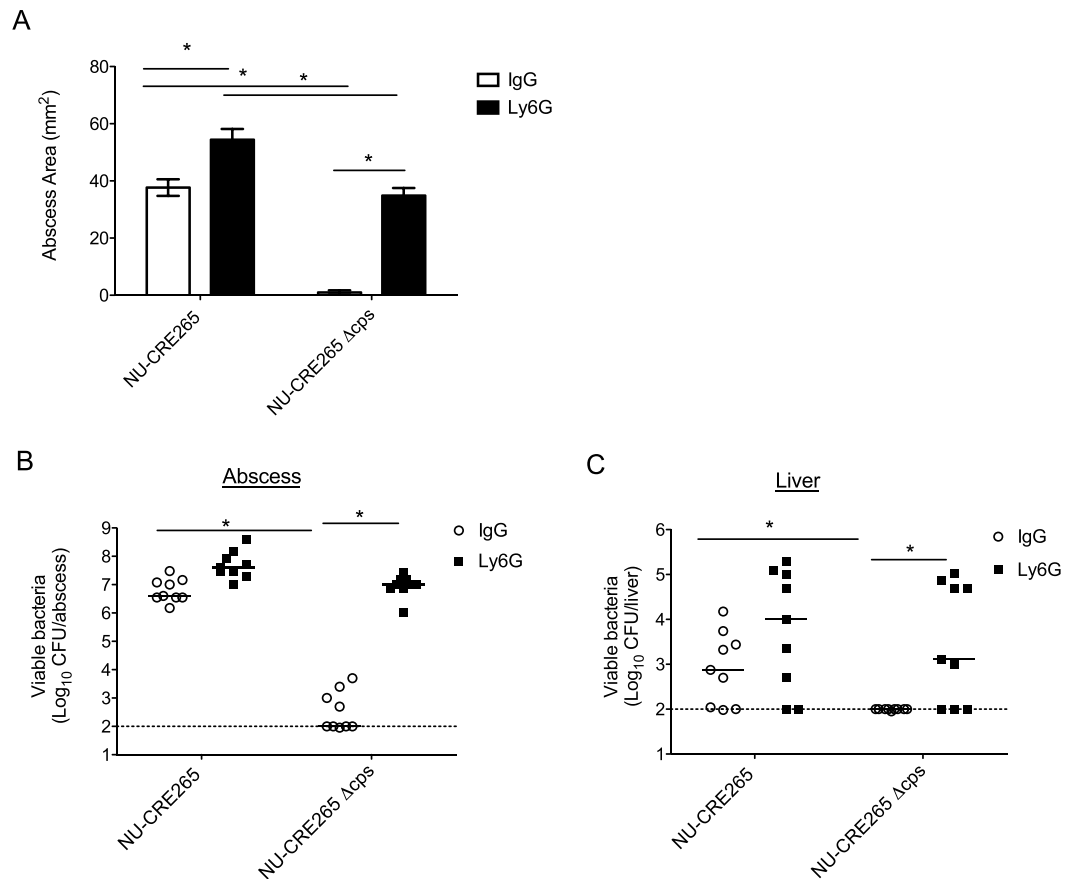 A
*
*
*
80
60
40
20
0
Abscess Area (mm²)
*
IgG
Ly6G
NU-CRE265
NU-CRE265 Δcps
B
Abscess
*
*
9
8
7
6
5
4
3
2
1
Viable bacteria
(Log₁₀ CFU/abscess)
IgG
Ly6G
NU-CRE265
NU-CRE265 Δcps
C
Liver
*
*
6
5
4
3
2
1
Viable bacteria
(Log₁₀ CFU/liver)
IgG
Ly6G
NU-CRE265
NU-CRE265 Δcps